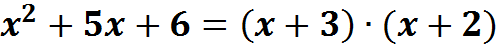 x² + 5x + 6 = (x + 3) · (x + 2)